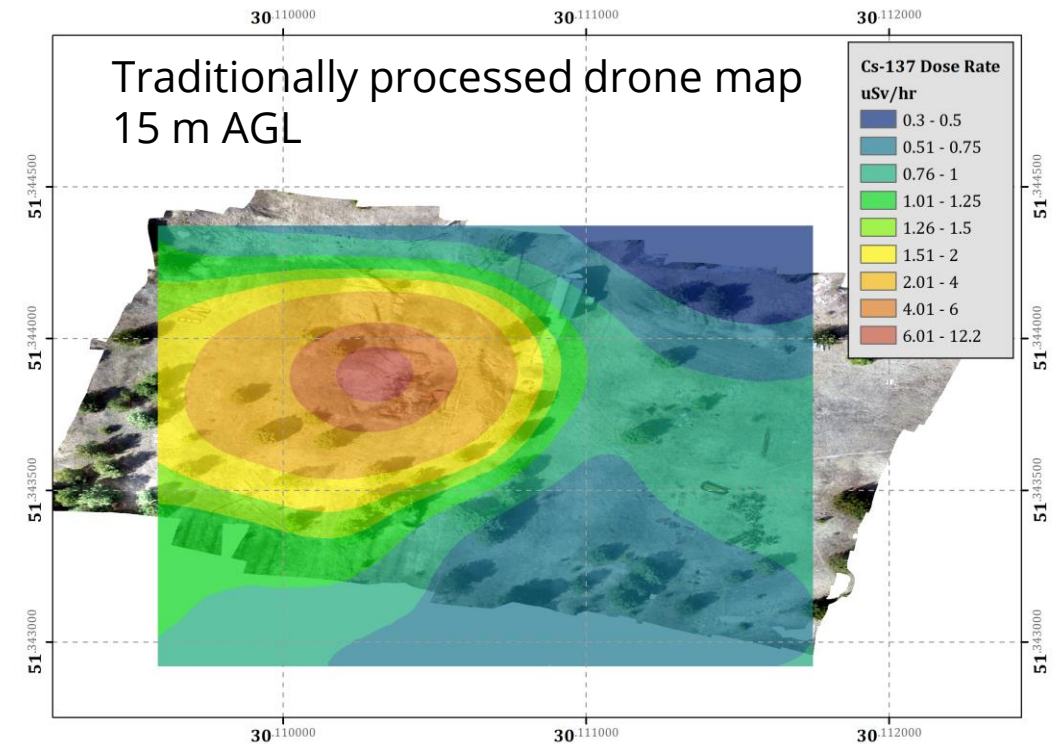 30.110000 30.111000 30.112000
Traditionally processed drone map
15 m AGL
Cs-137 Dose Rate
uSv/hr
0.3 - 0.5
0.51 - 0.75
0.76 - 1
1.01 - 1.25
1.26 - 1.5
1.51 - 2
2.01 - 4
4.01 - 6
6.01 - 12.2
51.344500 51.344500
51.344000 51.344000
51.343500 51.343500
51.343000 51.343000
30.110000 30.111000 30.112000